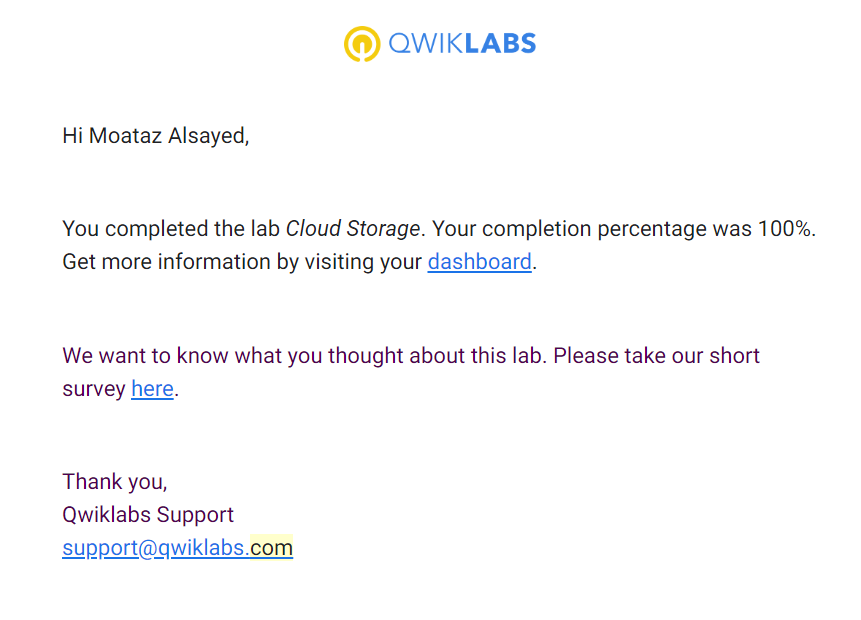 QWIKLABS
Hi Moataz Alsayed,
You completed the lab Cloud Storage. Your completion percentage was 100%.
Get more information by visiting your dashboard.
We want to know what you thought about this lab. Please take our short
survey here.
Thank you,
Qwiklabs Support
support@qwiklabs.com